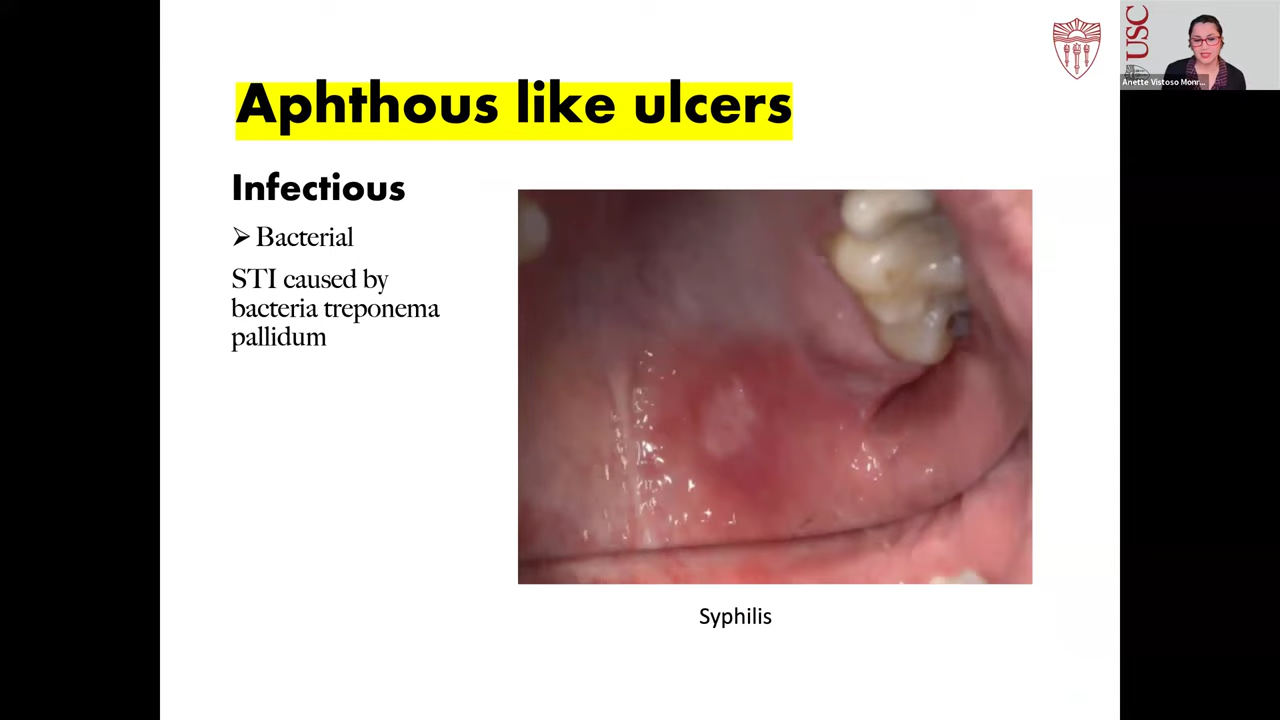 Aphthous like ulcers
Infectious
➢ Bacterial
STI caused by
bacteria treponema
pallidum
Syphilis
USC
Anette Vistoso Monr...